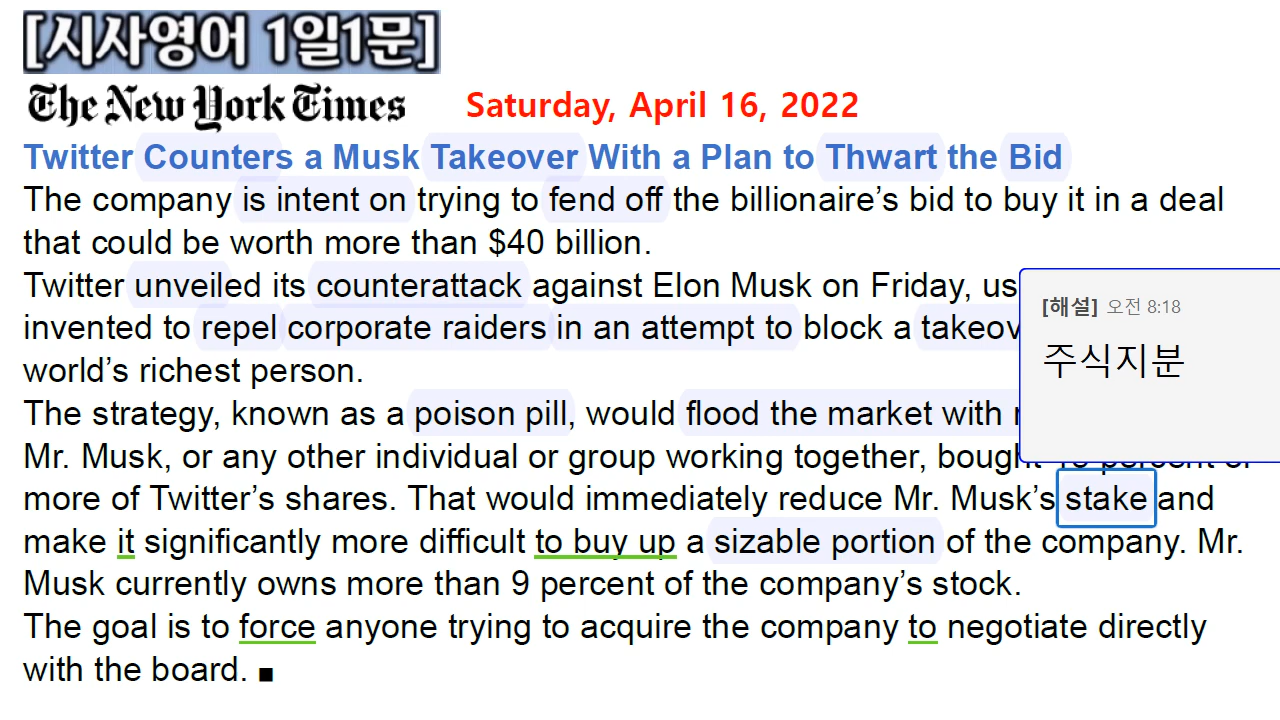 [시사영어 1일1문]
The New York Times Saturday, April 16, 2022
Twitter Counters a Musk Takeover With a Plan to Thwart the Bid
The company is intent on trying to fend off the billionaire's bid to buy it in a deal
that could be worth more than $40 billion.
Twitter unveiled its counterattack against Elon Musk on Friday, us
invented to repel corporate raiders in an attempt to block a takeov
world's richest person.
The strategy, known as a poison pill, would flood the market with
Mr. Musk, or any other individual or group working together, bought
more of Twitter's shares. That would immediately reduce Mr. Musk's stake and
make it significantly more difficult to buy up a sizable portion of the company. Mr.
Musk currently owns more than 9 percent of the company's stock.
The goal is to force anyone trying to acquire the company to negotiate directly
with the board. ■
[해설] 오전 8:18
주식지분